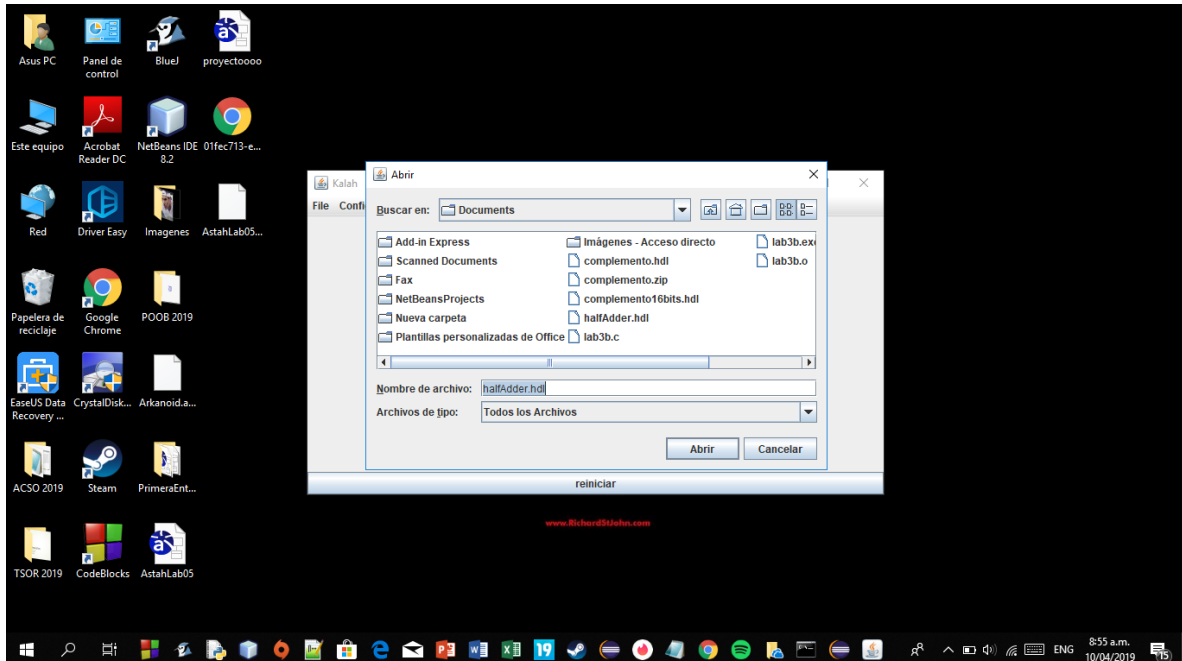 Asus PC
Panel de control
BlueJ
proyectoooo
Este equipo
Acrobat Reader DC
NetBeans IDE 8.2
01fec713-e...
Red
Driver Easy
Imagenes
AstahLab05...
Papelera de reciclaje
Google Chrome
POOB 2019
EaseUS Data Recovery ...
CrystalDisk...
Arkanoid.a...
ACSO 2019
Steam
PrimeraEnt...
TSOR 2019
CodeBlocks
AstahLab05
Kalah
File Confi
Abrir
Buscar en: Documents
Add-in Express
Scanned Documents
Fax
NetBeansProjects
Nueva carpeta
Plantillas personalizadas de Office
Imágenes - Acceso directo
complemento.hdl
complemento.zip
complemento16bits.hdl
halfAdder.hdl
lab3b.c
lab3b.exe
lab3b.o
Nombre de archivo: halfAdder.hdl
Archivos de tipo: Todos los Archivos
Abrir Cancelar
reiniciar
www.RichardStJohn.com
19
ENG
8:55 a.m.
10/04/2019
15